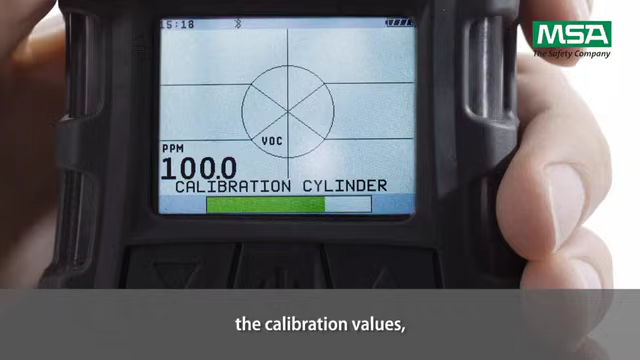 15:18
MSA
The Safety Company
VOC
PPM
100.0
CALIBRATION CYLINDER
the calibration values,